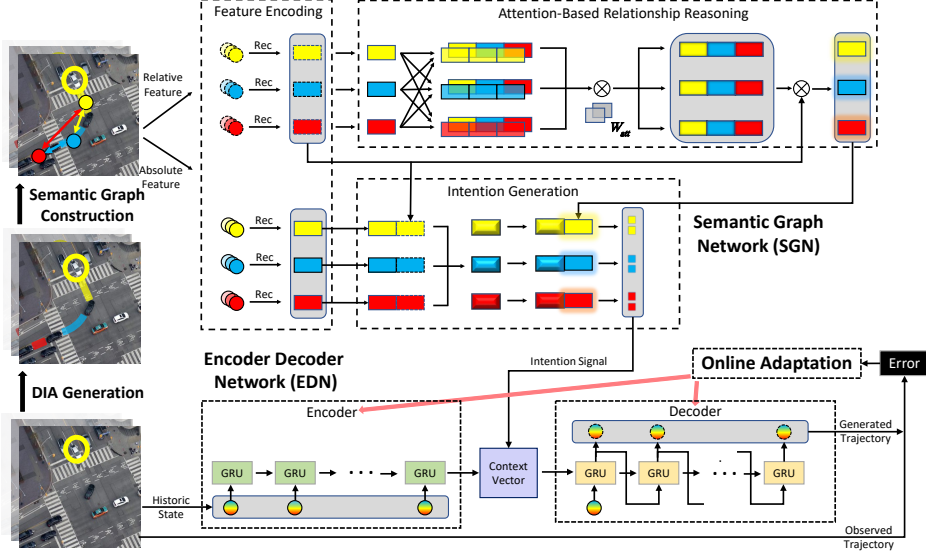 Feature Encoding
Attention-Based Relationship Reasoning
Rec
Rec
Rec
Relative
Feature
Absolute
Feature
W_att
Semantic Graph
Construction
Intention Generation
Semantic Graph
Network (SGN)
Rec
Rec
Rec
DIA Generation
Encoder Decoder
Network (EDN)
Intention Signal
Online Adaptation
Error
Encoder
Decoder
Generated
Trajectory
GRU
GRU
GRU
Context
Vector
GRU
GRU
GRU
Historic
State
Observed
Trajectory